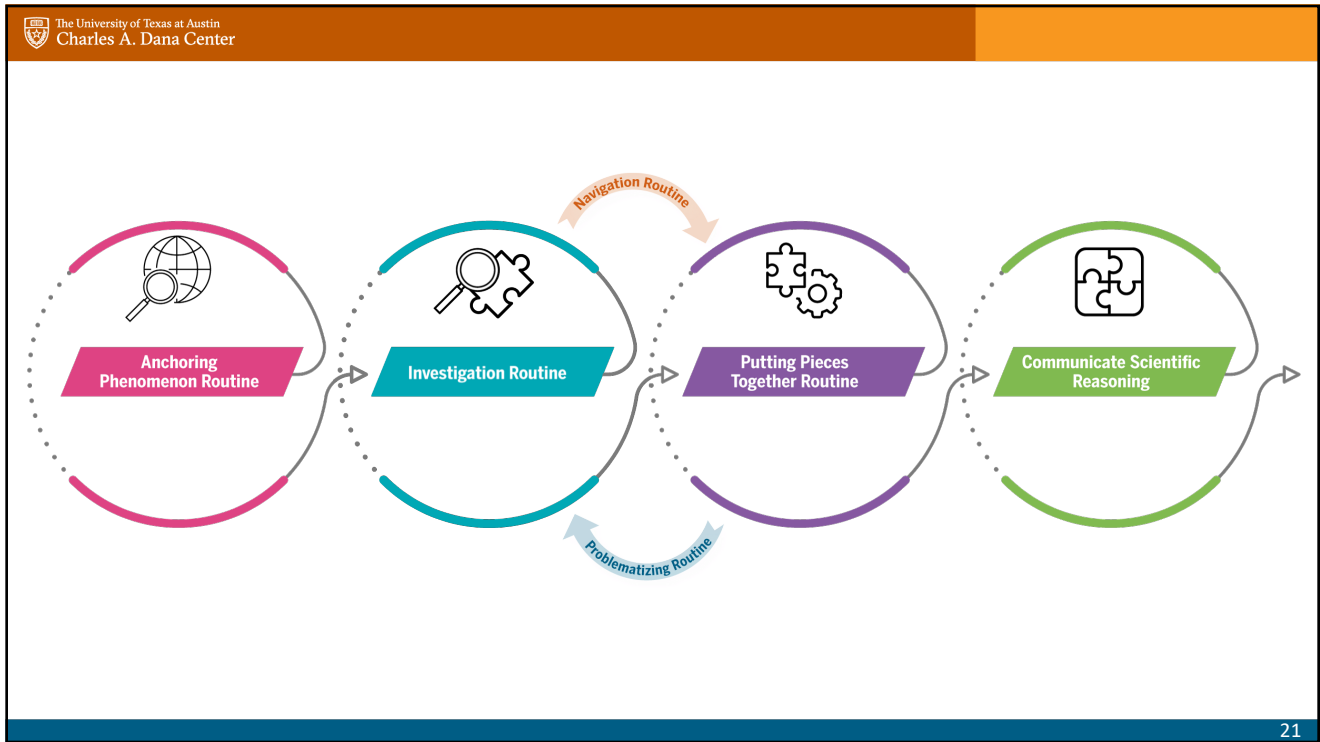 The University of Texas at Austin
Charles A. Dana Center
Navigation Routine
Anchoring
Phenomenon Routine
Investigation Routine
Putting Pieces
Together Routine
Communicate Scientific
Reasoning
Problematizing Routine
21